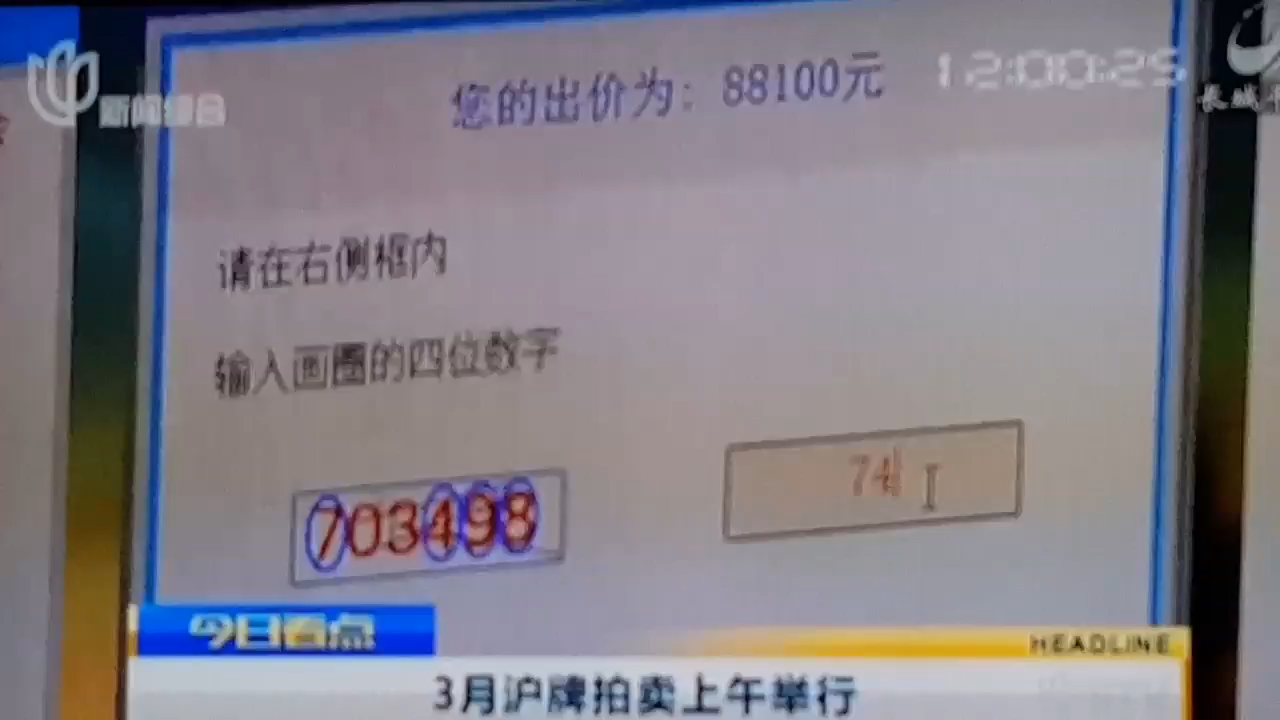 您的出价为：88100元
12:00:25
新闻综合
长城
请在右侧框内
输入画圈的四位数字
703498
74
今日看点
HEADLINE
3月沪牌拍卖上午举行